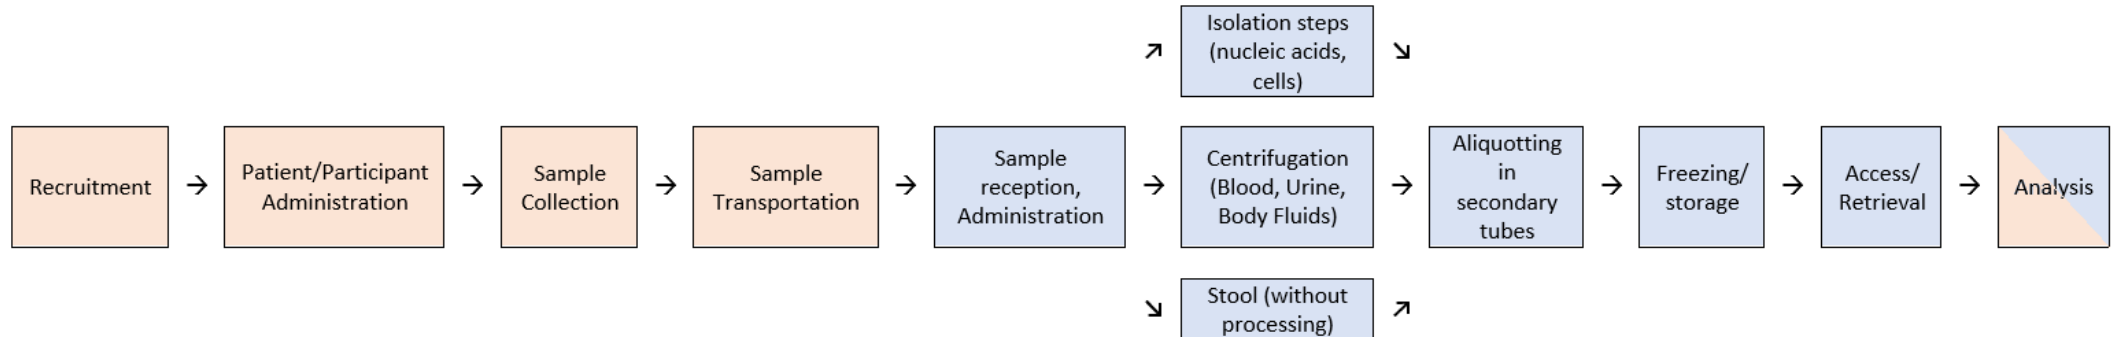 Isolation steps
(nucleic acids,
cells)
Recruitment
Patient/Participant
Administration
Sample
Collection
Sample
Transportation
Sample
reception,
Administration
Centrifugation
(Blood, Urine,
Body Fluids)
Aliquotting
in
secondary
tubes
Freezing/
storage
Access/
Retrieval
Analysis
Stool (without
processing)